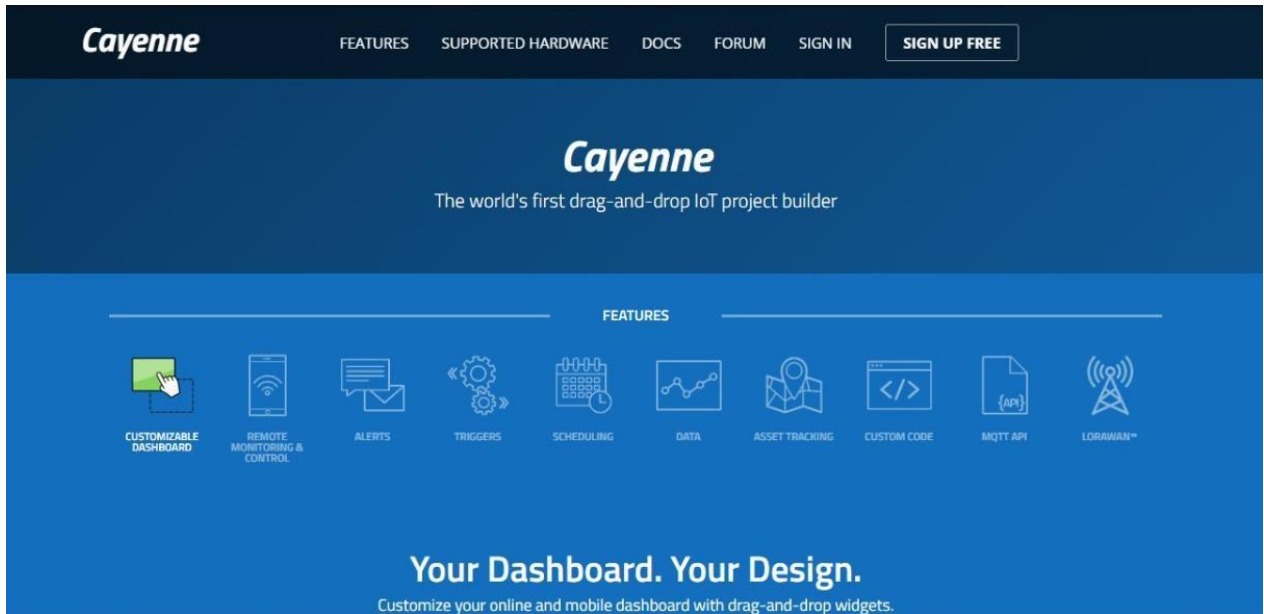 Cayenne FEATURES SUPPORTED HARDWARE DOCS FORUM SIGN IN SIGN UP FREE
Cayenne
The world's first drag-and-drop IoT project builder
FEATURES
</>
{API}
CUSTOMIZABLE DASHBOARD
REMOTE MONITORING & CONTROL
ALERTS
TRIGGERS
SCHEDULING
DATA
ASSET TRACKING
CUSTOM CODE
MQTT API
LORAWAN™
Your Dashboard. Your Design.
Customize your online and mobile dashboard with drag-and-drop widgets.